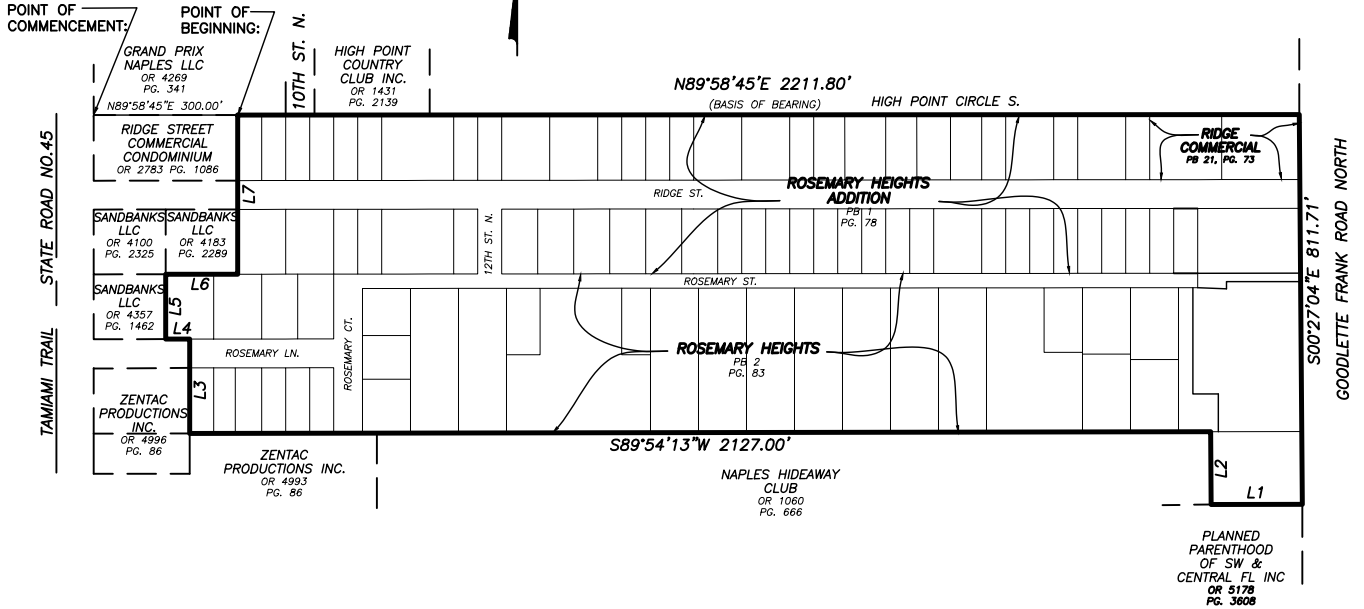 POINT OF
COMMENCEMENT:
POINT OF
BEGINNING:
10TH ST. N.
GRAND PRIX
NAPLES LLC
OR 4269
PG. 341
HIGH POINT
COUNTRY
CLUB INC.
OR 1431
PG. 2139
N89°58'45"E 300.00'
N89°58'45"E 2211.80'
(BASIS OF BEARING)
HIGH POINT CIRCLE S.
RIDGE STREET
COMMERCIAL
CONDOMINIUM
OR 2783 PG. 1086
RIDGE
COMMERCIAL
PB 21, PG. 73
STATE ROAD NO.45
TAMIAMI TRAIL
L7
RIDGE ST.
ROSEMARY HEIGHTS
ADDITION
PB 1
PG. 78
SANDBANKS
LLC
OR 4100
PG. 2325
SANDBANKS
LLC
OR 4183
PG. 2289
12TH ST. N.
L6
ROSEMARY ST.
SANDBANKS
LLC
OR 4357
PG. 1462
L5
L4
ROSEMARY LN.
ROSEMARY CT.
ROSEMARY HEIGHTS
PB 2
PG. 83
S00°27'04"E 811.71'
GOODLETTE FRANK ROAD NORTH
L3
ZENTAC
PRODUCTIONS
INC.
OR 4996
PG. 86
ZENTAC
PRODUCTIONS INC.
OR 4993
PG. 86
S89°54'13"W 2127.00'
NAPLES HIDEAWAY
CLUB
OR 1060
PG. 666
L2
L1
PLANNED
PARENTHOOD
OF SW &
CENTRAL FL INC
OR 5178
PG. 3608